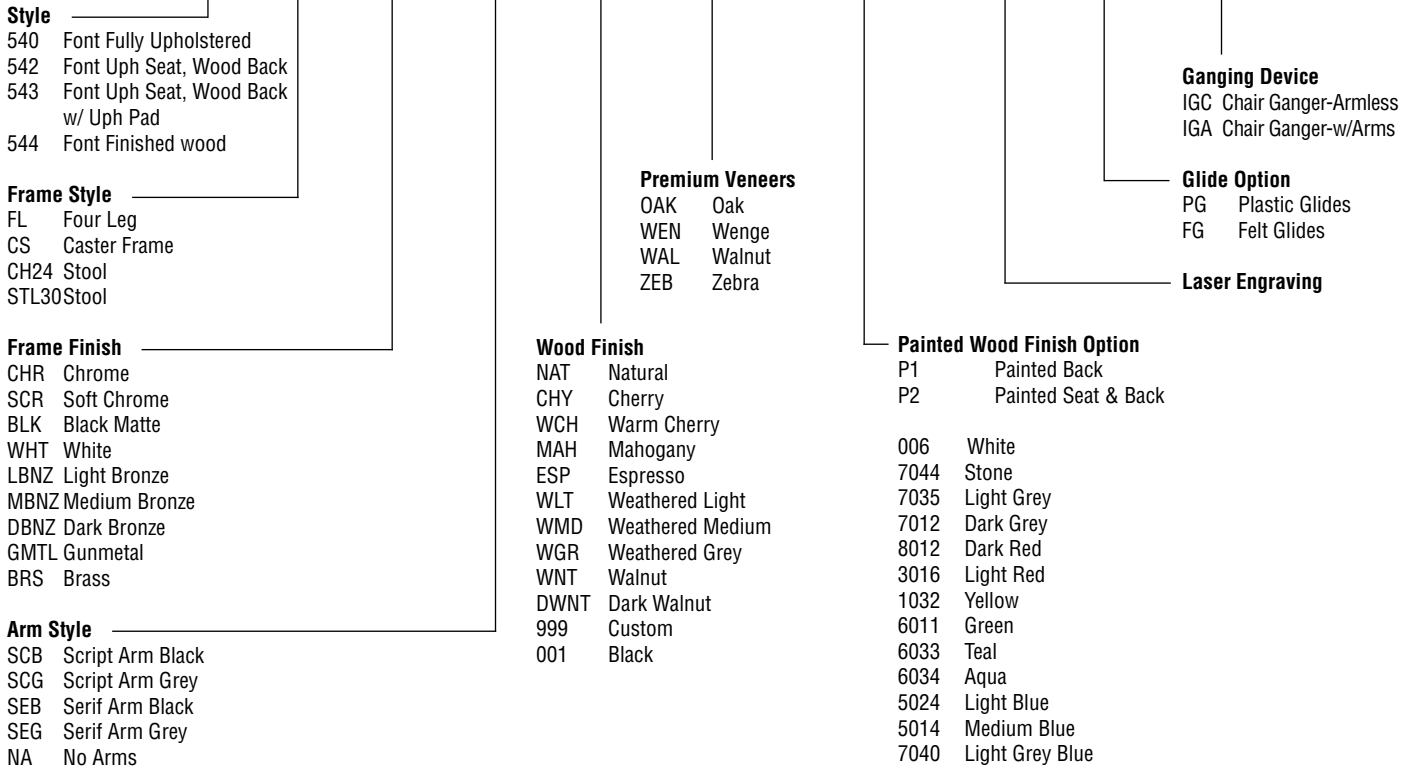 Style
540 Font Fully Upholstered
542 Font Uph Seat, Wood Back
543 Font Uph Seat, Wood Back
w/ Uph Pad
544 Font Finished wood
Frame Style
FL Four Leg
CS Caster Frame
CH24 Stool
STL30Stool
Frame Finish
CHR Chrome
SCR Soft Chrome
BLK Black Matte
WHT White
LBNZ Light Bronze
MBNZ Medium Bronze
DBNZ Dark Bronze
GMTL Gunmetal
BRS Brass
Arm Style
SCB Script Arm Black
SCG Script Arm Grey
SEB Serif Arm Black
SEG Serif Arm Grey
NA No Arms
Wood Finish
NAT Natural
CHY Cherry
WCH Warm Cherry
MAH Mahogany
ESP Espresso
WLT Weathered Light
WMD Weathered Medium
WGR Weathered Grey
WNT Walnut
DWNT Dark Walnut
999 Custom
001 Black
Premium Veneers
OAK Oak
WEN Wenge
WAL Walnut
ZEB Zebra
Painted Wood Finish Option
P1 Painted Back
P2 Painted Seat & Back
006 White
7044 Stone
7035 Light Grey
7012 Dark Grey
8012 Dark Red
3016 Light Red
1032 Yellow
6011 Green
6033 Teal
6034 Aqua
5024 Light Blue
5014 Medium Blue
7040 Light Grey Blue
Laser Engraving
Glide Option
PG Plastic Glides
FG Felt Glides
Ganging Device
IGC Chair Ganger-Armless
IGA Chair Ganger-w/Arms